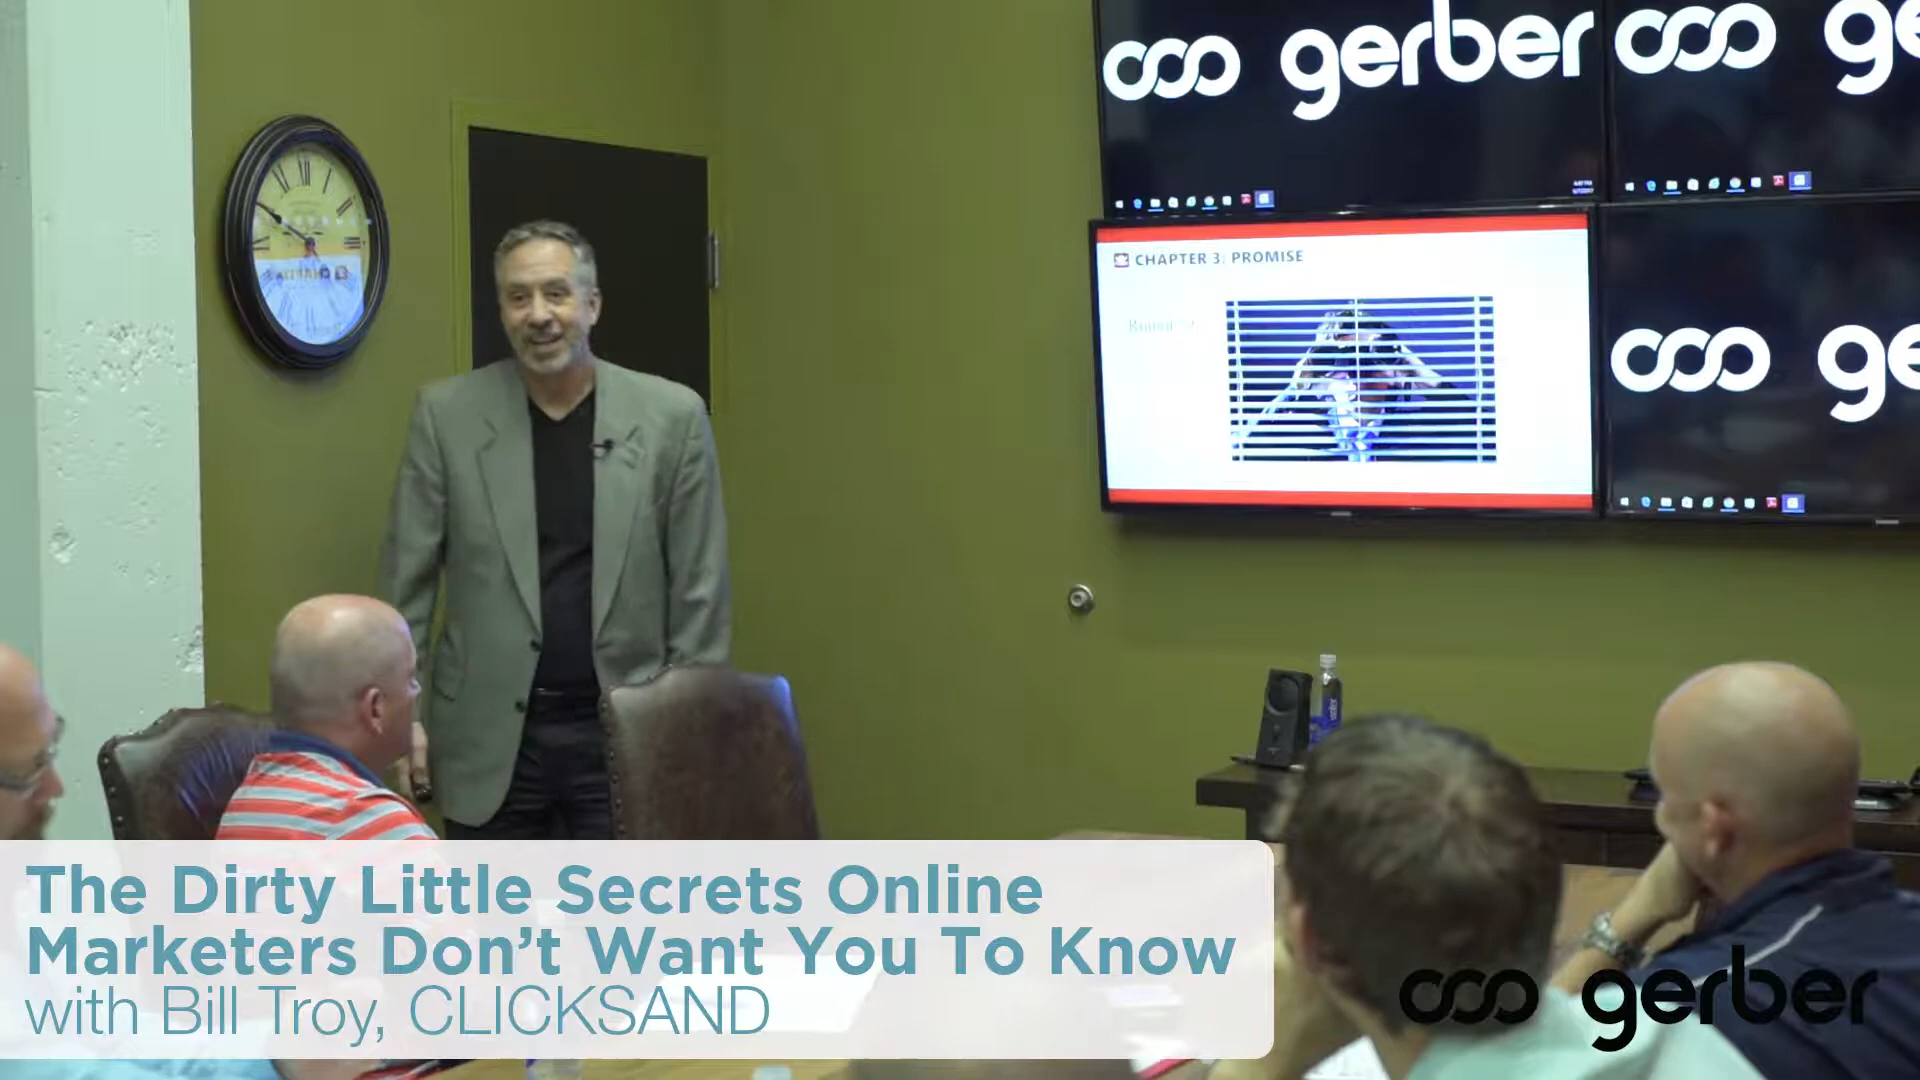 gerber
ge
CHAPTER 3: PROMISE
ge
The Dirty Little Secrets Online
Marketers Don't Want You To Know
with Bill Troy, CLICKSAND
gerber